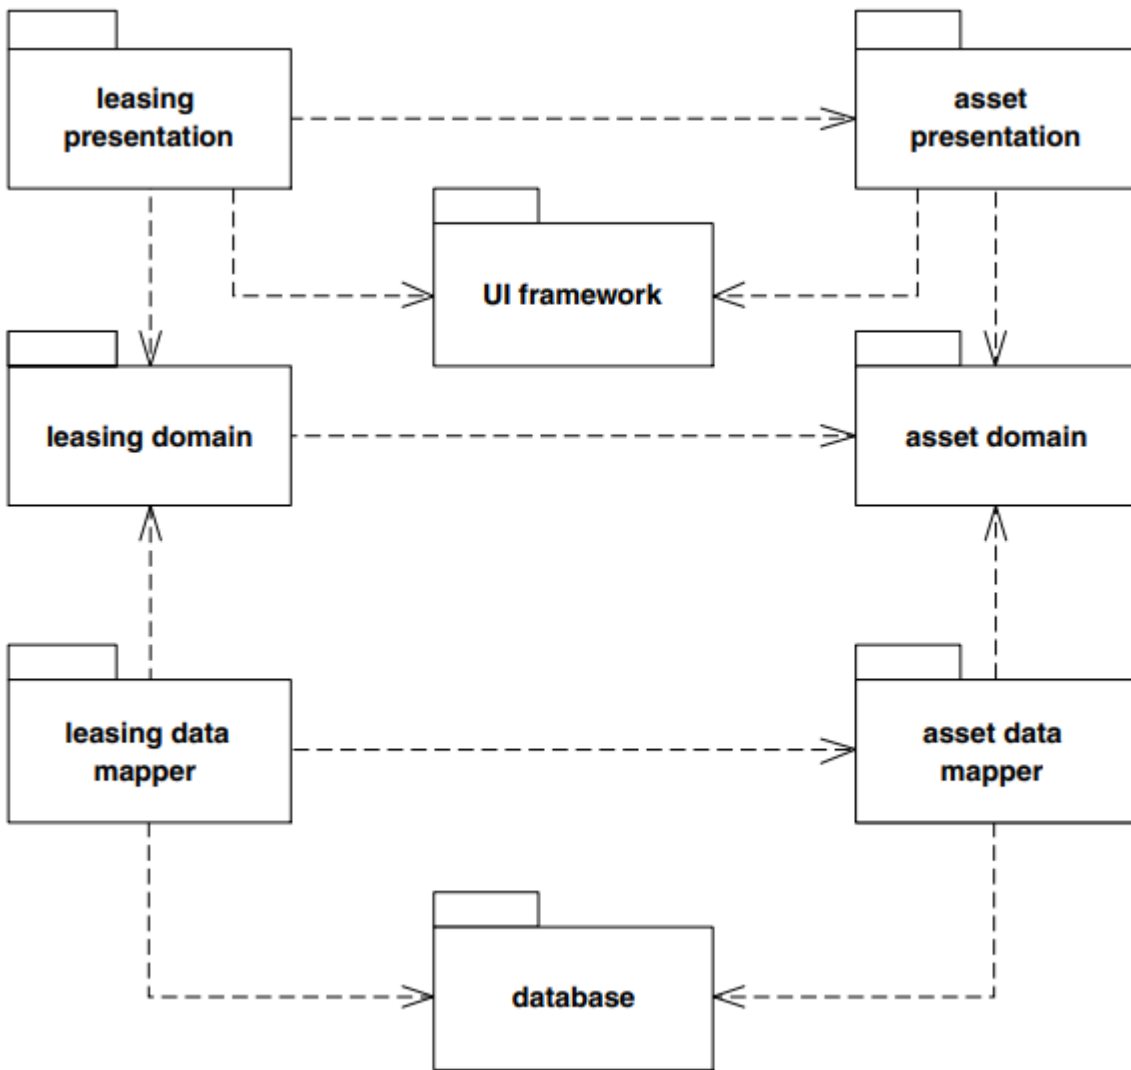 leasing
presentation
asset
presentation
UI framework
leasing domain
asset domain
leasing data
mapper
asset data
mapper
database